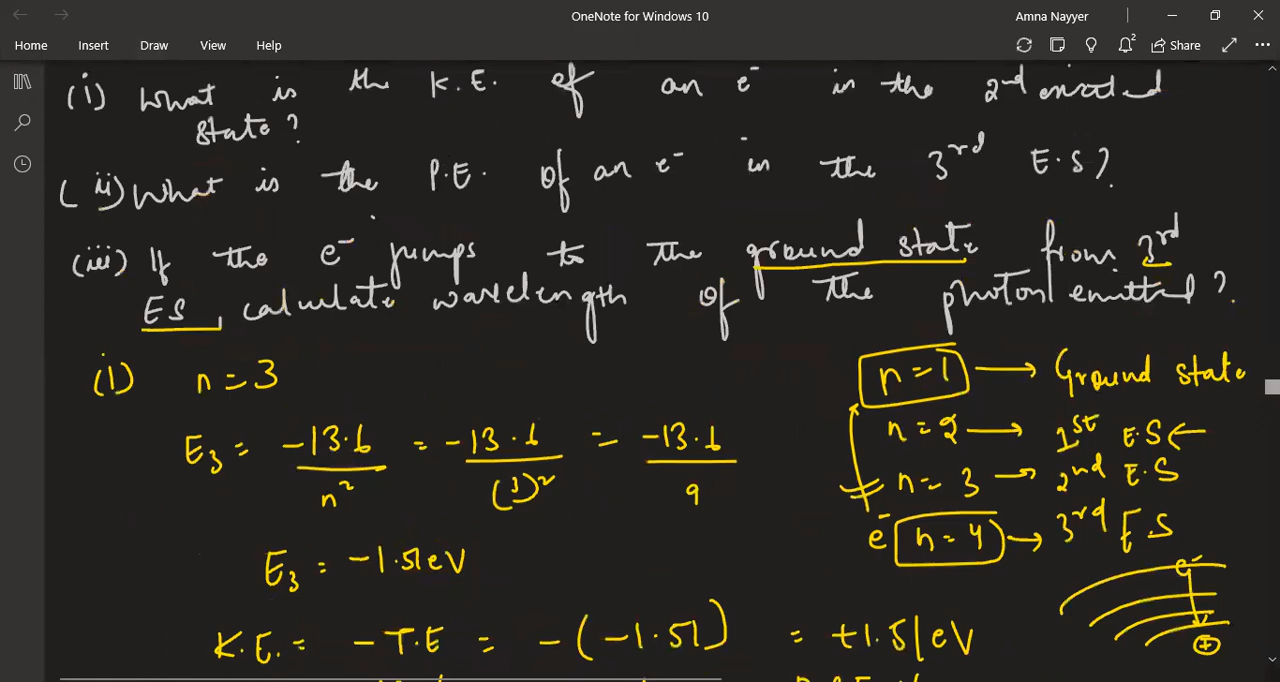 OneNote for Windows 10
Amna Nayyer
Home Insert Draw View Help
2 Share
(i) What is the K.E. of an e⁻ in the 2nd excited
state?
(ii) What is the P.E. of an e⁻ in the 3rd E.S?
(iii) If the e⁻ jumps to the ground state from 3rd
ES, calculate wavelength of the photon emitted?
(i) n = 3
E₃ = -13.6/n² = -13.6/(3)² = -13.6/9
E₃ = -1.51eV
K.E. = -T.E = -(-1.51) = +1.51eV
n = 1 → Ground state
n = 2 → 1st E.S ←
n = 3 → 2nd E.S
e⁻ n = 4 → 3rd E.S
e⁻
+